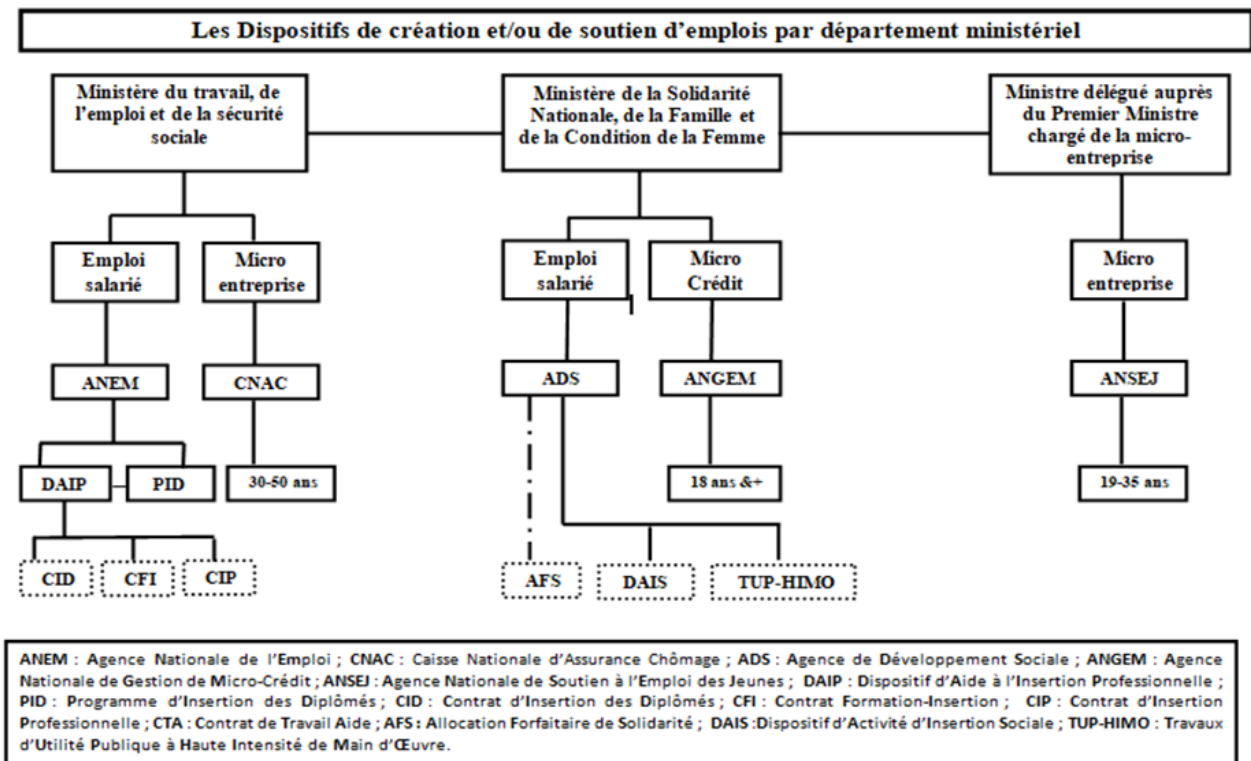 Les Dispositifs de création et/ou de soutien d'emplois par département ministériel
Ministère du travail, de
l'emploi et de la sécurité
sociale
Ministère de la Solidarité
Nationale, de la Famille et
de la Condition de la Femme
Ministre délégué auprès
du Premier Ministre
chargé de la micro-
entreprise
Emploi
salarié
Micro
entreprise
Emploi
salarié
Micro
Crédit
Micro
entreprise
ANEM
CNAC
ADS
ANGEM
ANSEJ
DAIP
PID
30-50 ans
18 ans &+
19-35 ans
CID
CFI
CIP
AFS
DAIS
TUP-HIMO
ANEM : Agence Nationale de l'Emploi ; CNAC : Caisse Nationale d'Assurance Chômage ; ADS : Agence de Développement Sociale ; ANGEM : Agence
Nationale de Gestion de Micro-Crédit ; ANSEJ : Agence Nationale de Soutien à l'Emploi des Jeunes ; DAIP : Dispositif d'Aide à l'Insertion Professionnelle ;
PID : Programme d'Insertion des Diplômés ; CID : Contrat d'Insertion des Diplômés ; CFI : Contrat Formation-Insertion ; CIP : Contrat d'Insertion
Professionnelle ; CTA : Contrat de Travail Aide ; AFS : Allocation Forfaitaire de Solidarité ; DAIS :Dispositif d'Activité d'Insertion Sociale ; TUP-HIMO : Travaux
d'Utilité Publique à Haute Intensité de Main d'Œuvre.